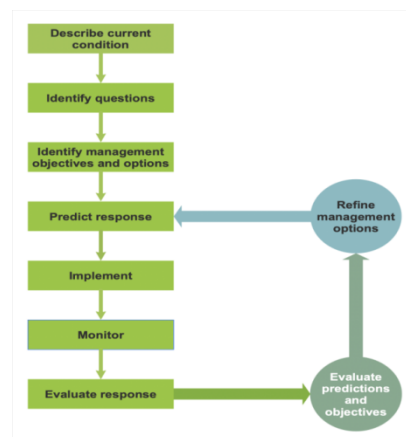 Describe current
condition
Identify questions
Identify management
objectives and options
Predict response
Implement
Monitor
Evaluate response
Refine
management
options
Evaluate
predictions
and
objectives